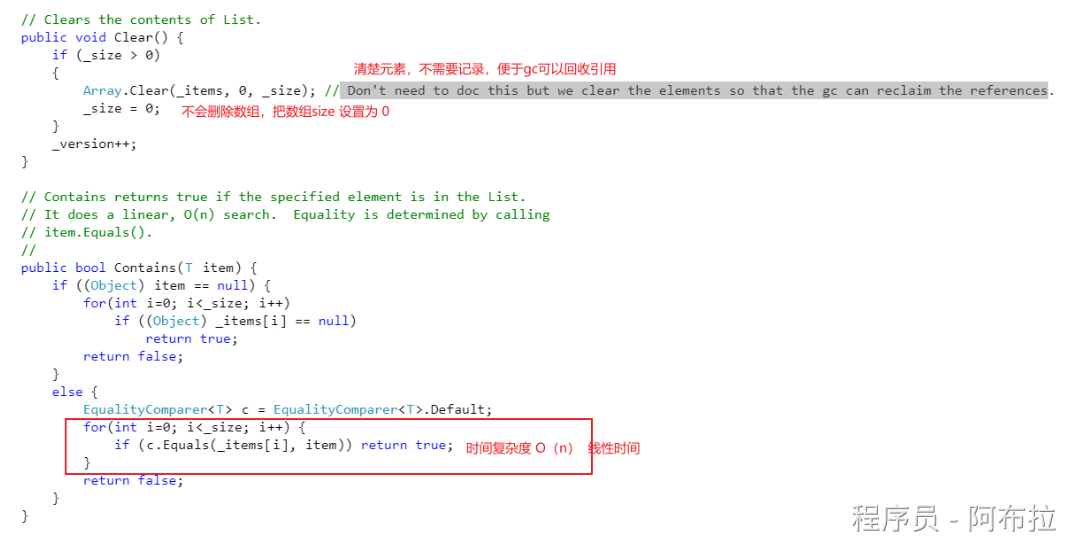 // Clears the contents of List.
public void Clear() {
if (_size > 0)
{
清楚元素，不需要记录，便于gc可以回收引用
Array.Clear(_items, 0, _size); // Don't need to doc this but we clear the elements so that the gc can reclaim the references.
_size = 0; 不会删除数组，把数组size 设置为 0
}
_version++;
}
// Contains returns true if the specified element is in the List.
// It does a linear, O(n) search.  Equality is determined by calling
// item.Equals().
//
public bool Contains(T item) {
if ((Object) item == null) {
for(int i=0; i<_size; i++)
if ((Object) _items[i] == null)
return true;
return false;
}
else {
EqualityComparer<T> c = EqualityComparer<T>.Default;
for(int i=0; i<_size; i++) {
if (c.Equals(_items[i], item)) return true; 时间复杂度 O（n） 线性时间
}
return false;
}
}
程序员 - 阿布拉